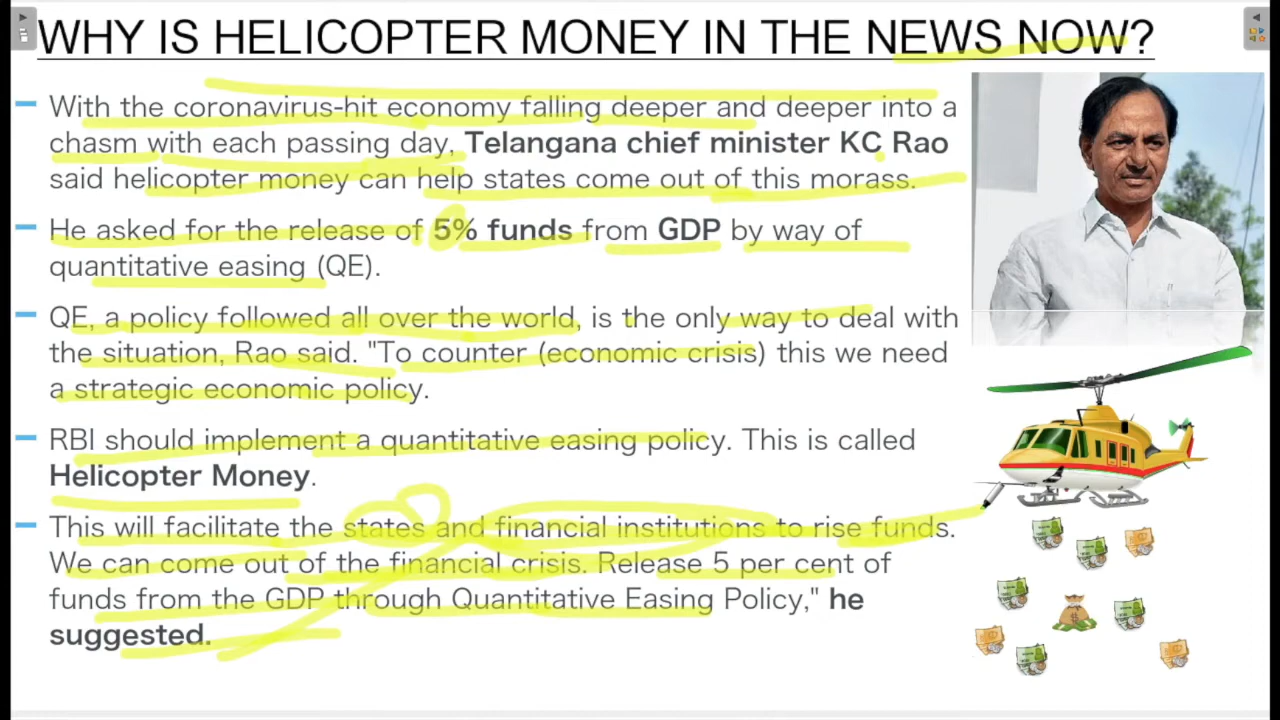 WHY IS HELICOPTER MONEY IN THE NEWS NOW?
With the coronavirus-hit economy falling deeper and deeper into a
chasm with each passing day, Telangana chief minister KC Rao
said helicopter money can help states come out of this morass.
He asked for the release of 5% funds from GDP by way of
quantitative easing (QE).
QE, a policy followed all over the world, is the only way to deal with
the situation, Rao said. "To counter (economic crisis) this we need
a strategic economic policy.
RBI should implement a quantitative easing policy. This is called
Helicopter Money.
This will facilitate the states and financial institutions to rise funds.
We can come out of the financial crisis. Release 5 per cent of
funds from the GDP through Quantitative Easing Policy," he
suggested.